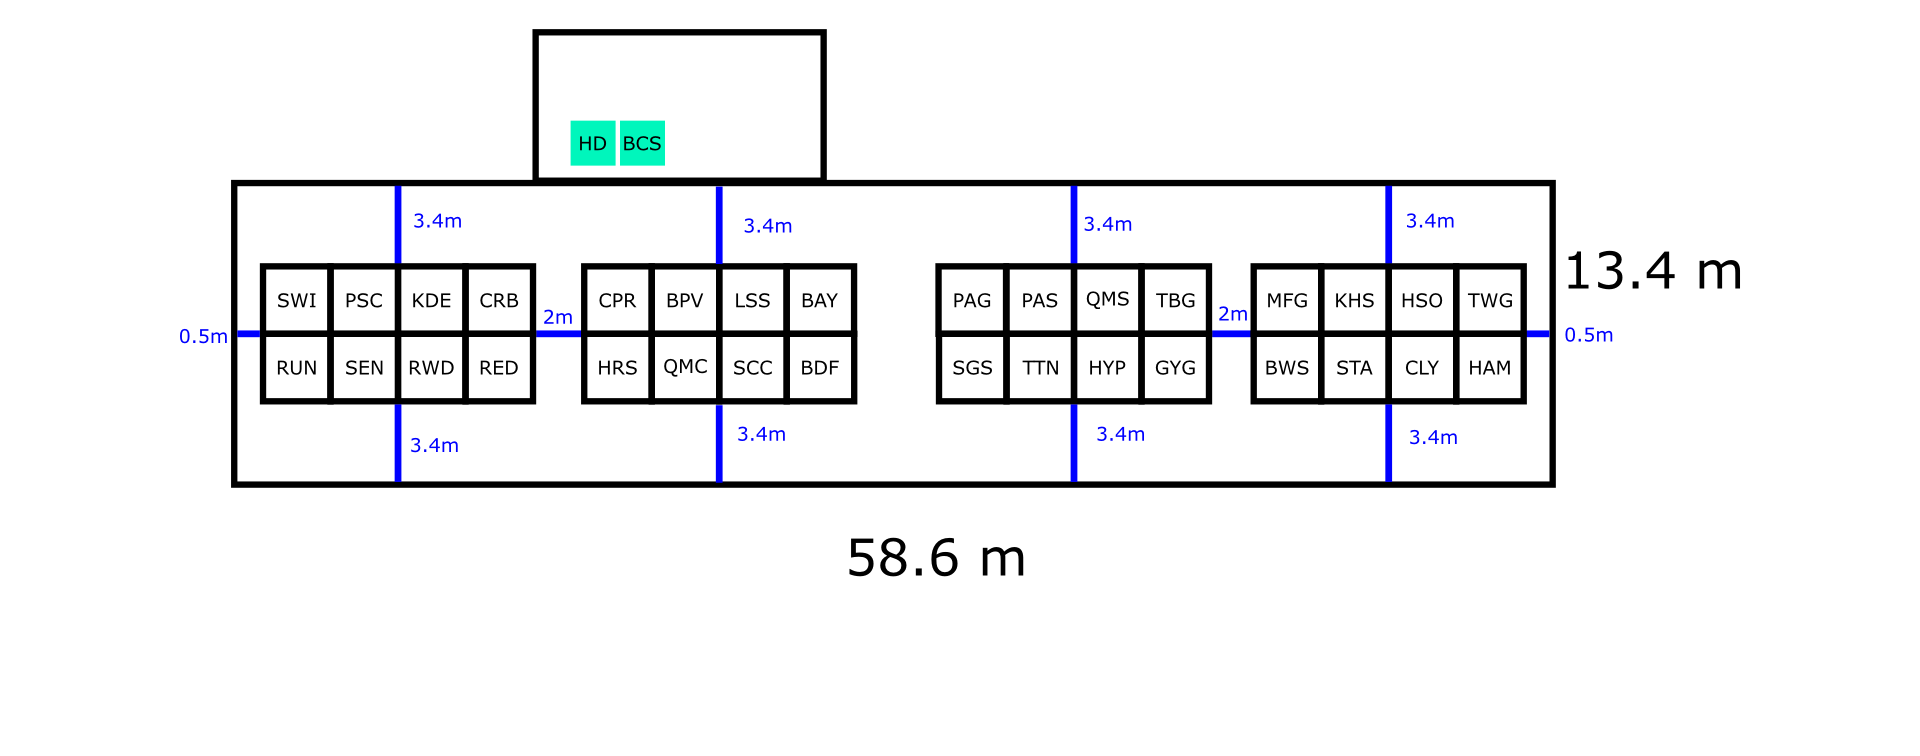 HD BCS
3.4m 3.4m 3.4m 3.4m
13.4 m
SWI PSC KDE CRB CPR BPV LSS BAY PAG PAS QMS TBG MFG KHS HSO TWG
0.5m 2m 2m 0.5m
RUN SEN RWD RED HRS QMC SCC BDF SGS TTN HYP GYG BWS STA CLY HAM
3.4m 3.4m 3.4m 3.4m
58.6 m